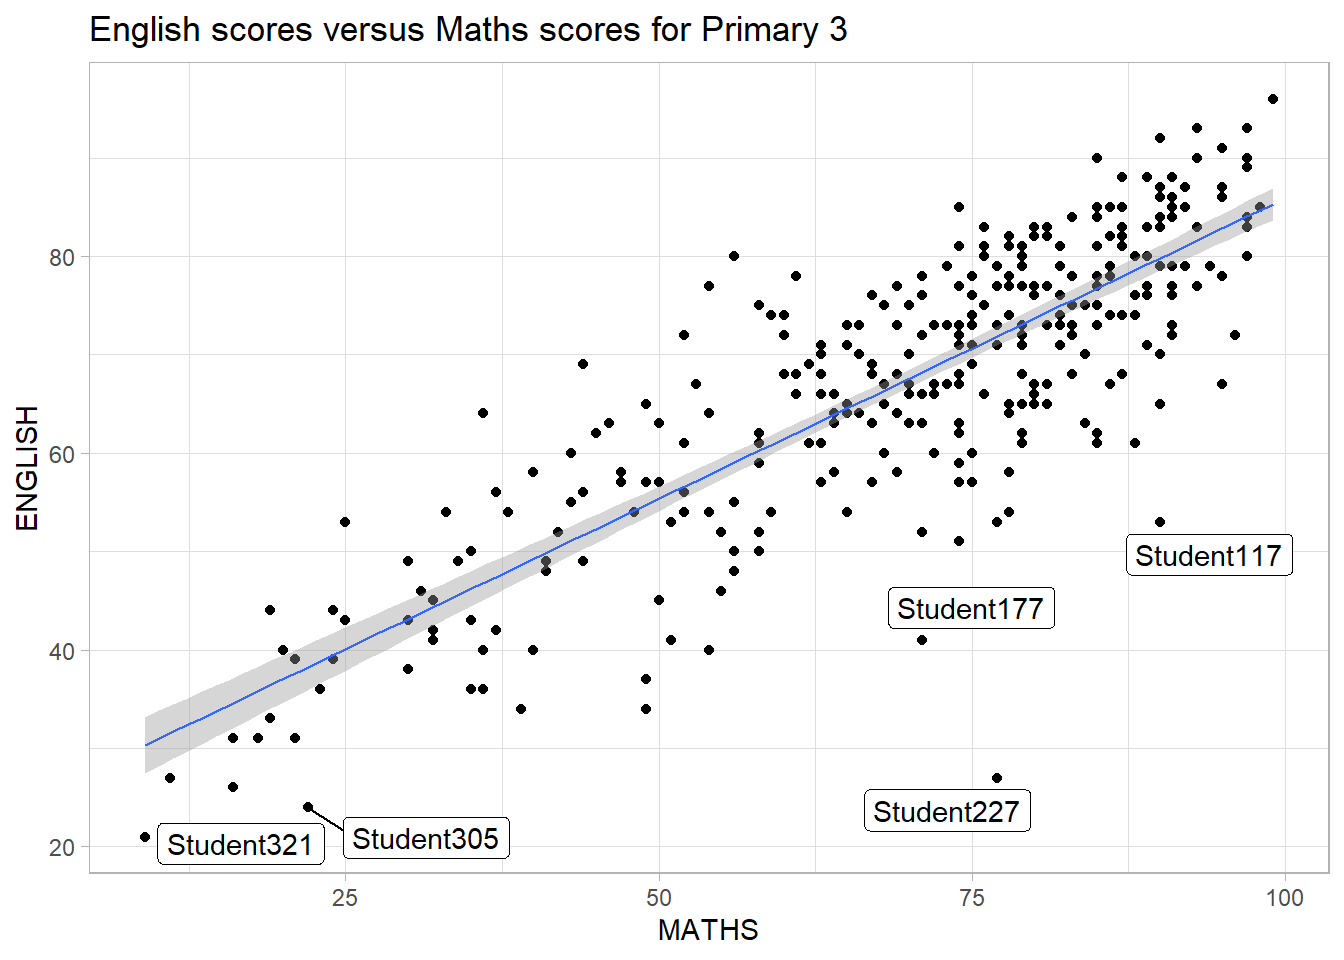 English scores versus Maths scores for Primary 3
ENGLISH
80
60
40
20
Student117
Student177
Student227
Student321
Student305
25
50
75
100
MATHS